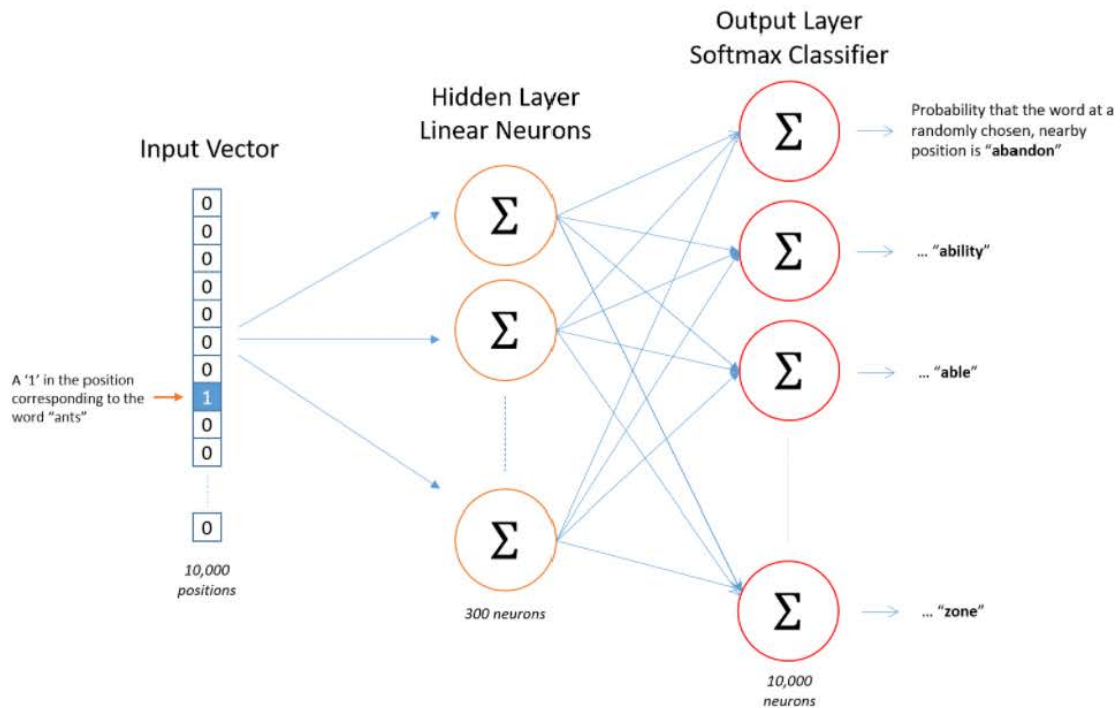 Output Layer
Softmax Classifier
Hidden Layer
Linear Neurons
Input Vector
Probability that the word at a
randomly chosen, nearby
position is “abandon”
... “ability”
... “able”
... “zone”
A ‘1’ in the position
corresponding to the
word “ants”
0
0
0
0
0
0
0
1
0
0
0
10,000
positions
Σ
Σ
Σ
300 neurons
Σ
Σ
Σ
Σ
10,000
neurons